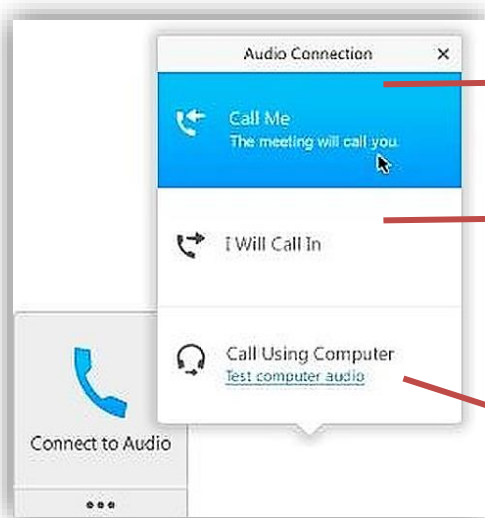 Audio Connection
Call Me
The meeting will call you.
I Will Call In
Call Using Computer
Test computer audio
Connect to Audio